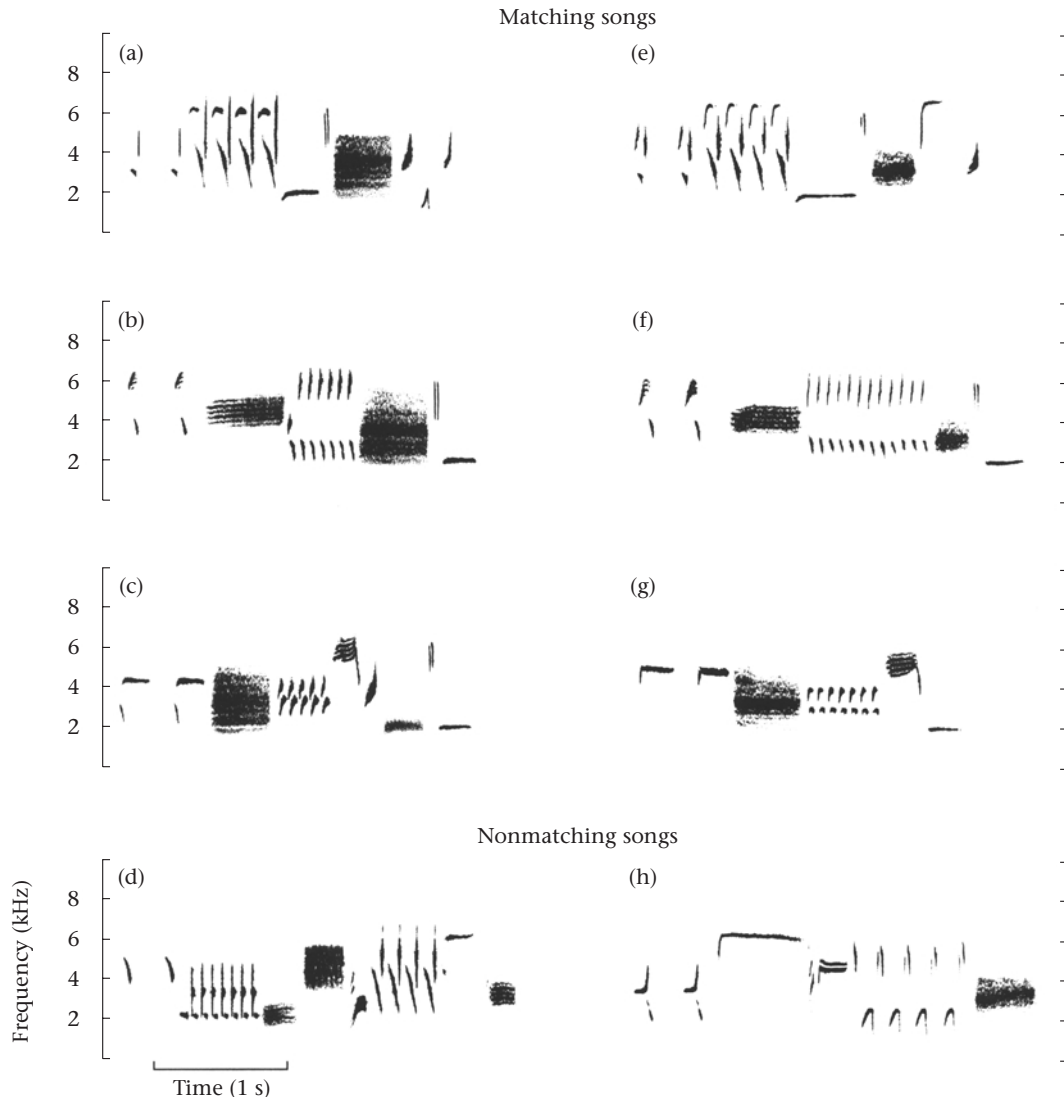 Matching songs
(a) (e)
8
6
4
2
(b) (f)
8
6
4
2
(c) (g)
8
6
4
2
Nonmatching songs
(d) (h)
8
6
4
2
Frequency (kHz)
Time (1 s)